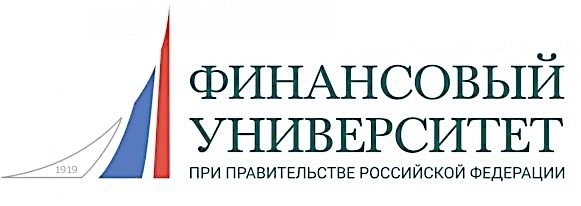 ФИНАНСОВЫЙ
УНИВЕРСИТЕТ
ПРИ ПРАВИТЕЛЬСТВЕ РОССИЙСКОЙ ФЕДЕРАЦИИ
1919